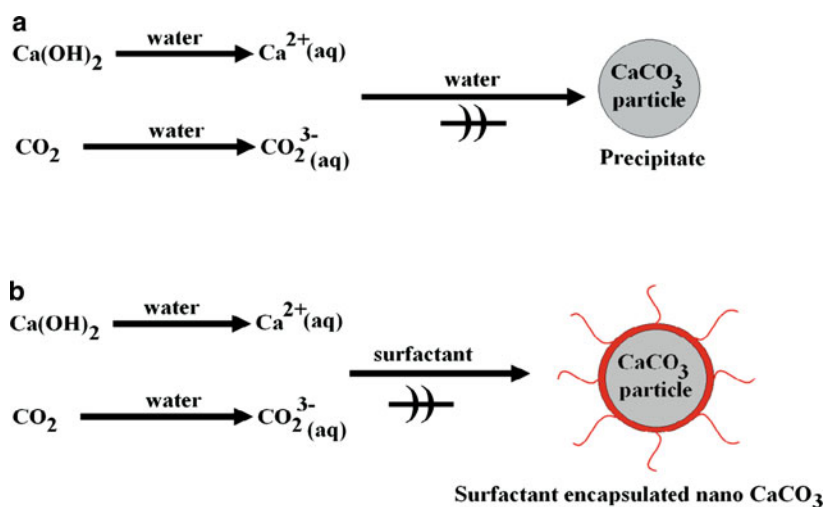 a
water
Ca(OH)₂ Ca²⁺(aq)
water
CaCO₃
particle
water
CO₂ CO₂³⁻(aq)
Precipitate
b
water
Ca(OH)₂ Ca²⁺(aq)
surfactant
CaCO₃
particle
water
CO₂ CO₂³⁻(aq)
Surfactant encapsulated nano CaCO₃